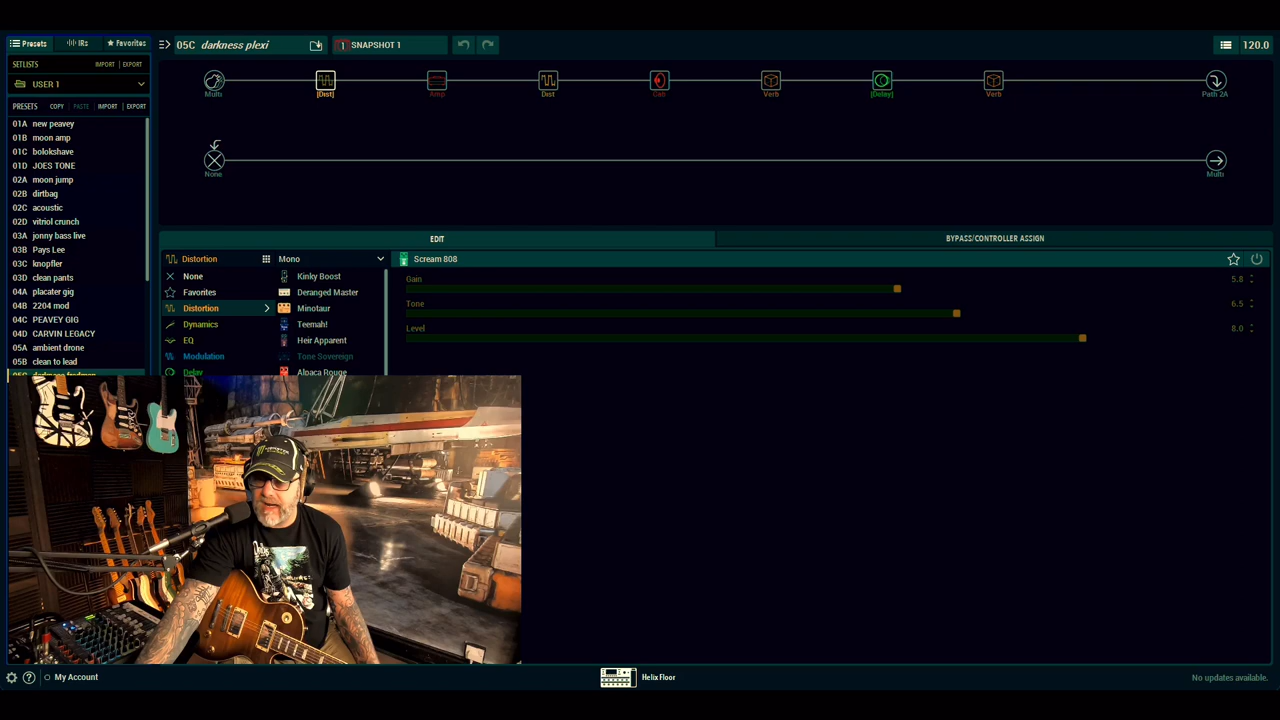 Presets IRs Favorites
05C darkness plexi 1 SNAPSHOT 1 120.0
SETLISTS IMPORT EXPORT
USER 1
Multi [Dist] Amp Dist Cab Verb [Delay] Verb Path 2A
PRESETS COPY PASTE IMPORT EXPORT
01A new peavey
01B moon amp
01C bolokshave
01D JOES TONE
02A moon jump
02B dirtbag
02C acoustic
02D vitriol crunch
03A jonny bass live
03B Pays Lee
03C knopfler
03D clean pants
04A placater gig
04B 2204 mod
04C PEAVEY GIG
04D CARVIN LEGACY
05A ambient drone
05B clean to lead
None Multi
EDIT BYPASS/CONTROLLER ASSIGN
Distortion Mono Scream 808
None Kinky Boost
Favorites Deranged Master
Distortion Minotaur
Dynamics Teemah!
EQ Heir Apparent
Modulation Tone Sovereign
Delay Alpaca Rouge
Gain 5.8
Tone 6.5
Level 8.0
My Account Helix Floor No updates available.